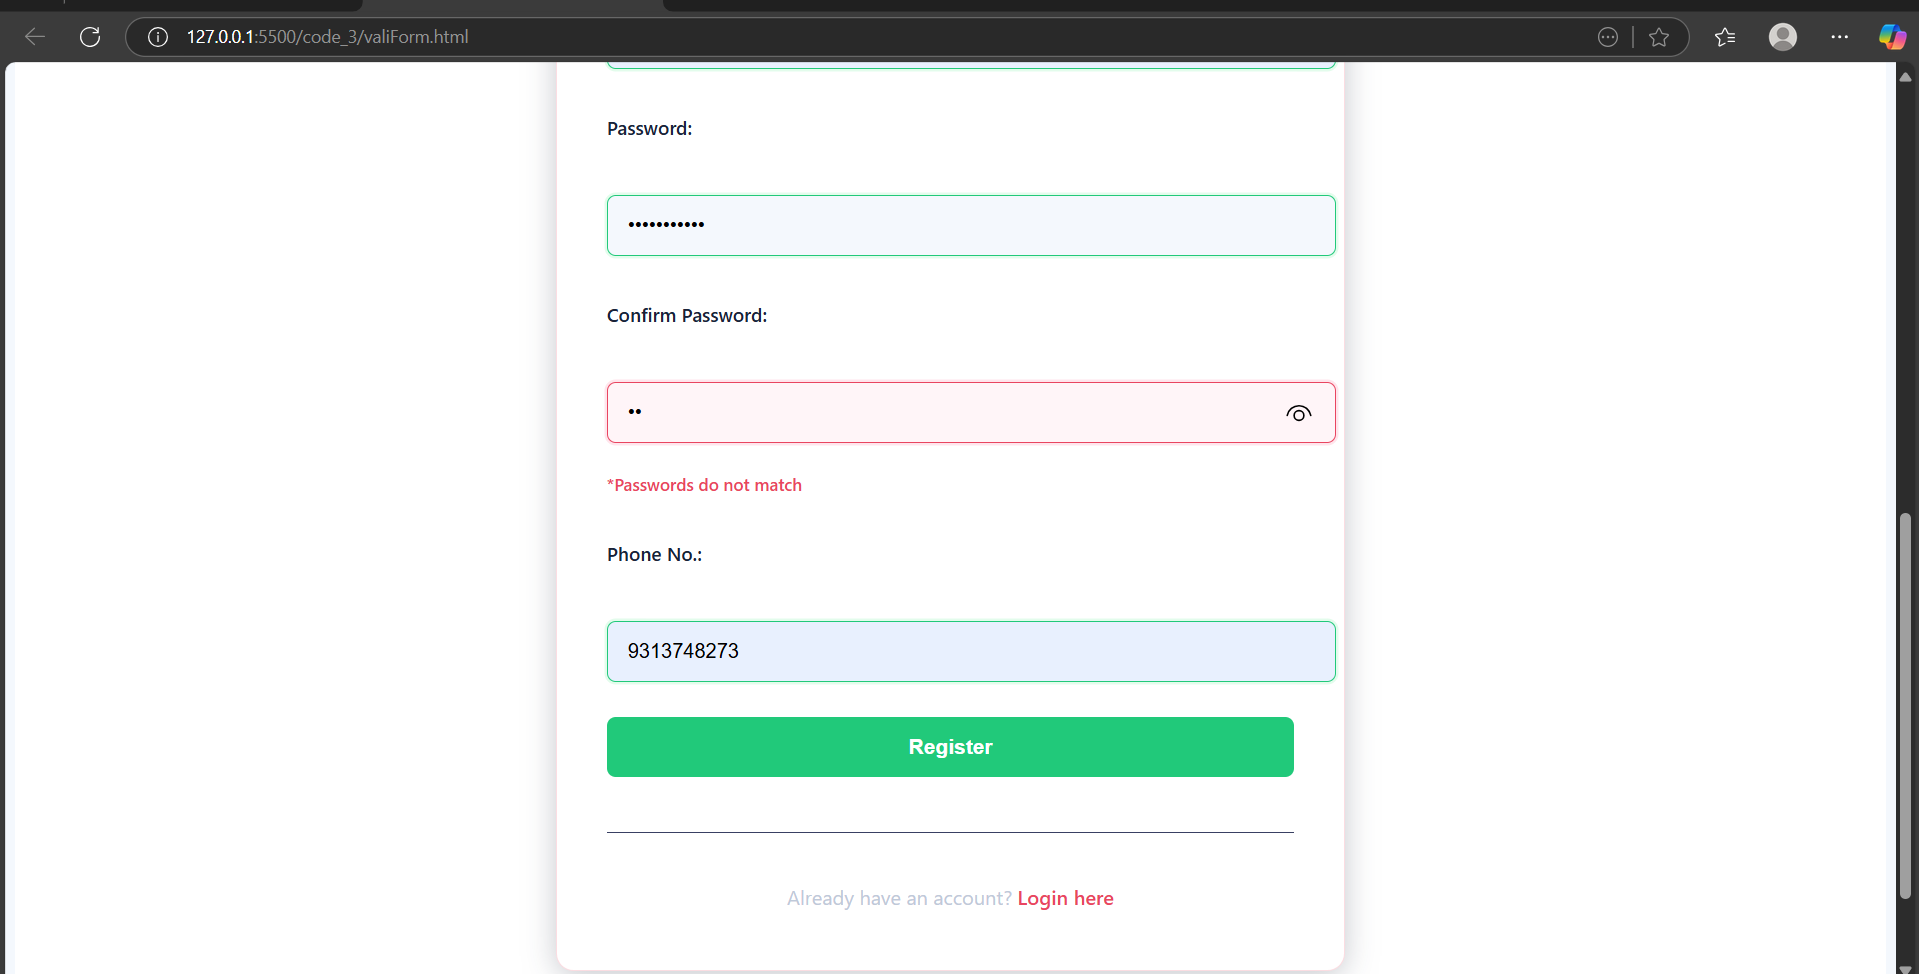 127.0.0.1:5500/code_3/valiForm.html
Password:
•••••••••••
Confirm Password:
••
*Passwords do not match
Phone No.:
9313748273
Register
Already have an account? Login here